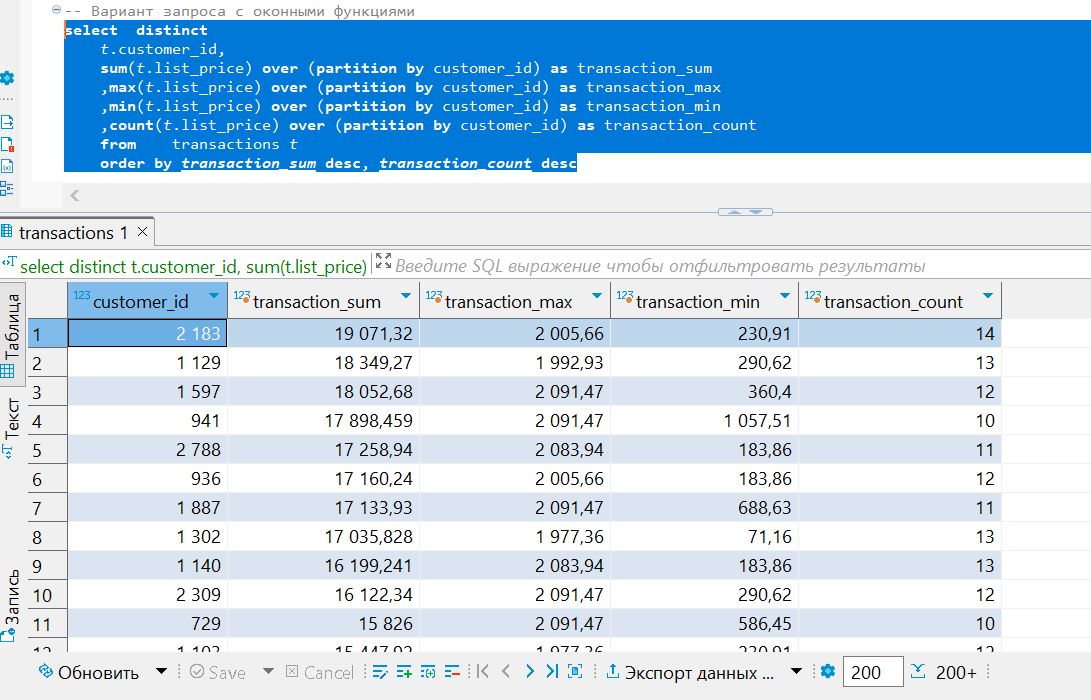 -- Вариант запроса с оконными функциями
select  distinct
t.customer_id,
sum(t.list_price) over (partition by customer_id) as transaction_sum
,max(t.list_price) over (partition by customer_id) as transaction_max
,min(t.list_price) over (partition by customer_id) as transaction_min
,count(t.list_price) over (partition by customer_id) as transaction_count
from    transactions t
order by transaction_sum desc, transaction_count desc
transactions 1
select distinct t.customer_id, sum(t.list_price) Введите SQL выражение чтобы отфильтровать результаты
Таблица
Текст
Запись
123 customer_id 123 transaction_sum 123 transaction_max 123 transaction_min 123 transaction_count
1 2 183 19 071,32 2 005,66 230,91 14
2 1 129 18 349,27 1 992,93 290,62 13
3 1 597 18 052,68 2 091,47 360,4 12
4 941 17 898,459 2 091,47 1 057,51 10
5 2 788 17 258,94 2 083,94 183,86 11
6 936 17 160,24 2 005,66 183,86 12
7 1 887 17 133,93 2 091,47 688,63 11
8 1 302 17 035,828 1 977,36 71,16 13
9 1 140 16 199,241 2 083,94 183,86 13
10 2 309 16 122,34 2 091,47 290,62 12
11 729 15 826 2 091,47 586,45 10
Обновить Save Cancel Экспорт данных ... 200 200+